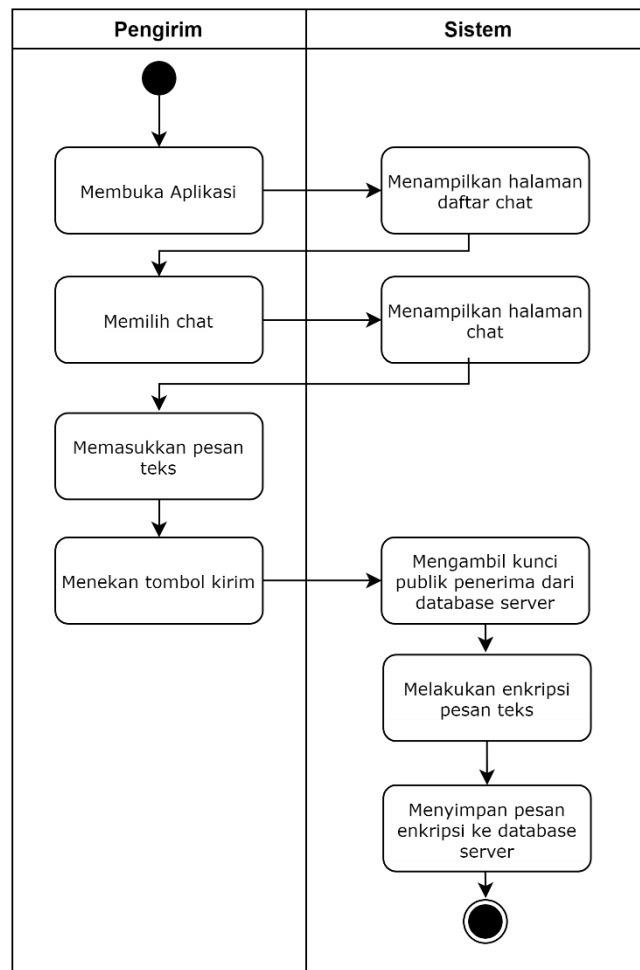 Pengirim
Sistem
Membuka Aplikasi
Menampilkan halaman
daftar chat
Memilih chat
Menampilkan halaman
chat
Memasukkan pesan
teks
Menekan tombol kirim
Mengambil kunci
publik penerima dari
database server
Melakukan enkripsi
pesan teks
Menyimpan pesan
enkripsi ke database
server